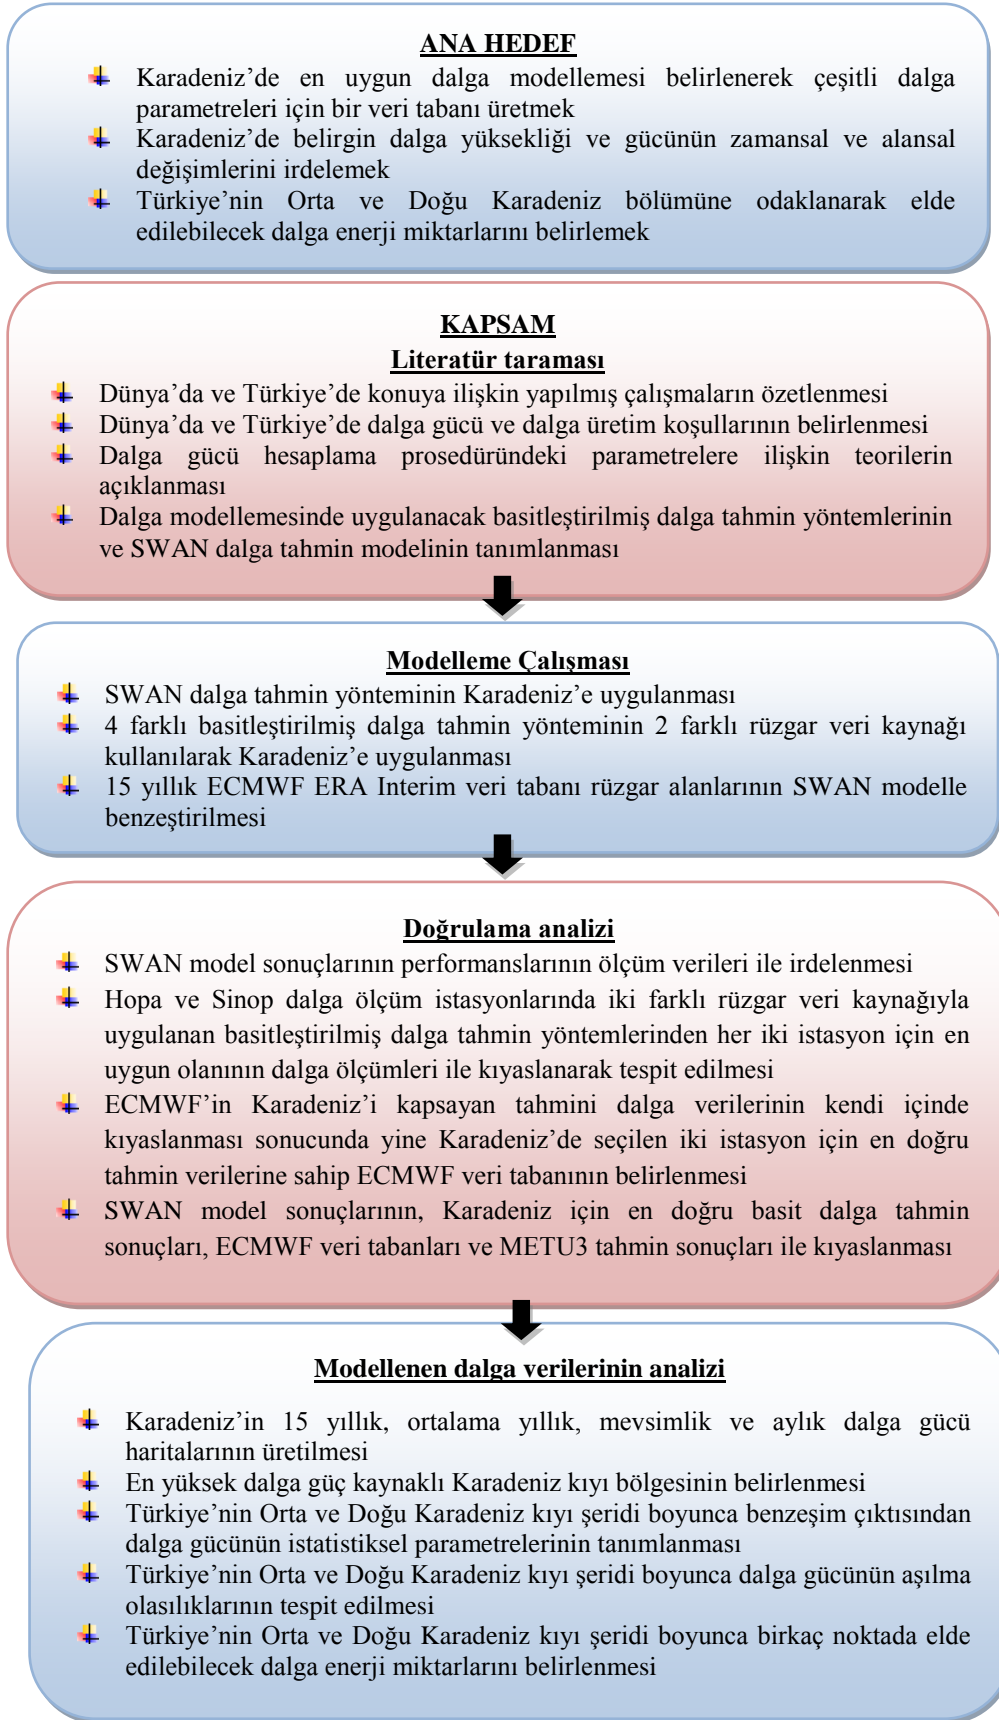 ANA HEDEF
Karadeniz’de en uygun dalga modellemesi belirlenerek çeşitli dalga
parametreleri için bir veri tabanı üretmek
Karadeniz’de belirgin dalga yüksekliği ve gücünün zamansal ve alansal
değişimlerini irdelemek
Türkiye’nin Orta ve Doğu Karadeniz bölümüne odaklanarak elde
edilebilecek dalga enerji miktarlarını belirlemek
KAPSAM
Literatür taraması
Dünya’da ve Türkiye’de konuya ilişkin yapılmış çalışmaların özetlenmesi
Dünya’da ve Türkiye’de dalga gücü ve dalga üretim koşullarının belirlenmesi
Dalga gücü hesaplama prosedüründeki parametrelere ilişkin teorilerin
açıklanması
Dalga modellemesinde uygulanacak basitleştirilmiş dalga tahmin yöntemlerinin
ve SWAN dalga tahmin modelinin tanımlanması
Modelleme Çalışması
SWAN dalga tahmin yönteminin Karadeniz’e uygulanması
4 farklı basitleştirilmiş dalga tahmin yönteminin 2 farklı rüzgar veri kaynağı
kullanılarak Karadeniz’e uygulanması
15 yıllık ECMWF ERA Interim veri tabanı rüzgar alanlarının SWAN modelle
benzeştirilmesi
Doğrulama analizi
SWAN model sonuçlarının performanslarının ölçüm verileri ile irdelenmesi
Hopa ve Sinop dalga ölçüm istasyonlarında iki farklı rüzgar veri kaynağıyla
uygulanan basitleştirilmiş dalga tahmin yöntemlerinden her iki istasyon için en
uygun olanının dalga ölçümleri ile kıyaslanarak tespit edilmesi
ECMWF’in Karadeniz’i kapsayan tahmini dalga verilerinin kendi içinde
kıyaslanması sonucunda yine Karadeniz’de seçilen iki istasyon için en doğru
tahmin verilerine sahip ECMWF veri tabanının belirlenmesi
SWAN model sonuçlarının, Karadeniz için en doğru basit dalga tahmin
sonuçları, ECMWF veri tabanları ve METU3 tahmin sonuçları ile kıyaslanması
Modellenen dalga verilerinin analizi
Karadeniz’in 15 yıllık, ortalama yıllık, mevsimlik ve aylık dalga gücü
haritalarının üretilmesi
En yüksek dalga güç kaynaklı Karadeniz kıyı bölgesinin belirlenmesi
Türkiye’nin Orta ve Doğu Karadeniz kıyı şeridi boyunca benzeşim çıktısından
dalga gücünün istatistiksel parametrelerinin tanımlanması
Türkiye’nin Orta ve Doğu Karadeniz kıyı şeridi boyunca dalga gücünün aşılma
olasılıklarının tespit edilmesi
Türkiye’nin Orta ve Doğu Karadeniz kıyı şeridi boyunca birkaç noktada elde
edilebilecek dalga enerji miktarlarını belirlenmesi